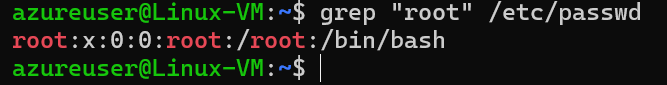 azureuser@Linux-VM:~$ grep "root" /etc/passwd
root:x:0:0:root:/root:/bin/bash
azureuser@Linux-VM:~$